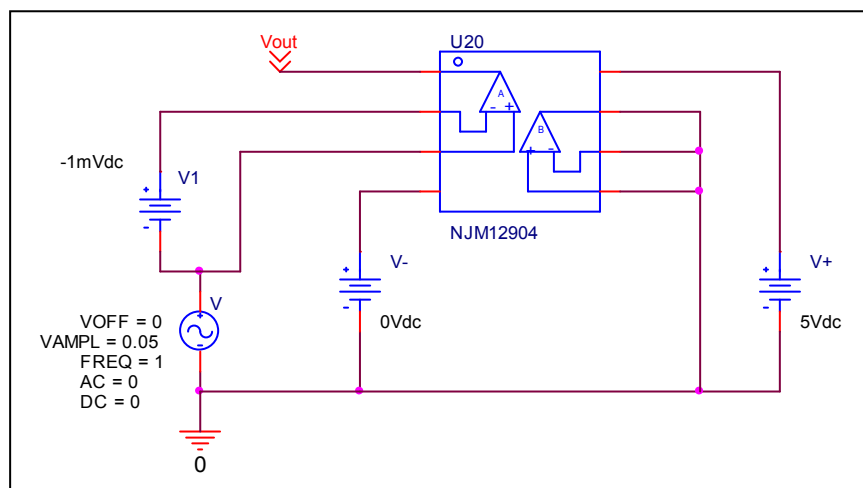 Vout
U20
A
- +
B
+ -
-1mVdc
+
V1
-
NJM12904
+
V-
-
0Vdc
+
V+
-
5Vdc
V
+
-
VOFF = 0
VAMPL = 0.05
FREQ = 1
AC = 0
DC = 0
0